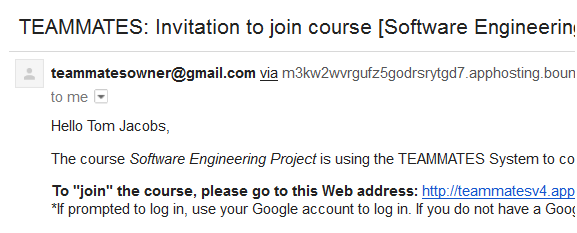 TEAMMATES: Invitation to join course [Software Engineering
teammatesowner@gmail.com via m3kw2wvrgufz5godrsrytgd7.apphosting.boun
to me
Hello Tom Jacobs,
The course Software Engineering Project is using the TEAMMATES System to co
To "join" the course, please go to this Web address: http://teammatesv4.app
*If prompted to log in, use your Google account to log in. If you do not have a Goog